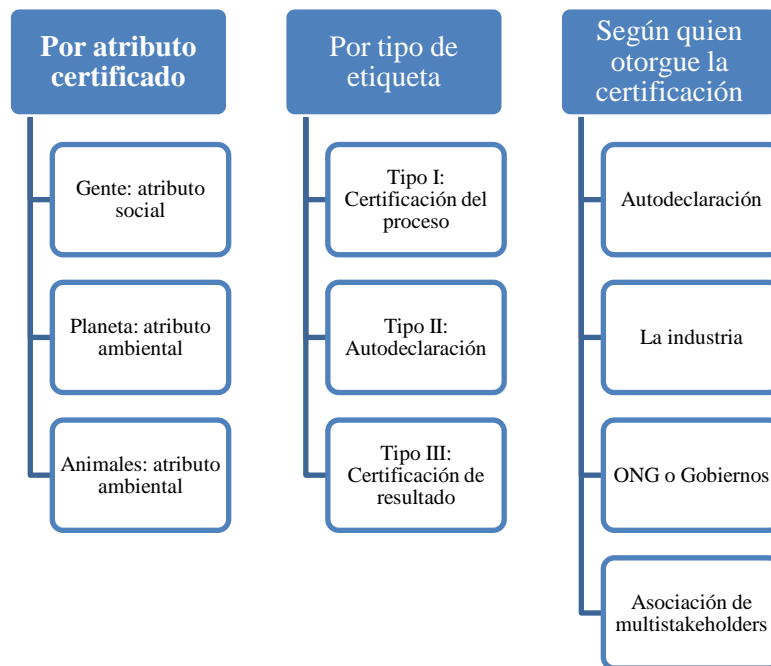 Por atributo
certificado
Gente: atributo
social
Planeta: atributo
ambiental
Animales: atributo
ambiental
Por tipo de
etiqueta
Tipo I:
Certificación del
proceso
Tipo II:
Autodeclaración
Tipo III:
Certificación de
resultado
Según quien
otorgue la
certificación
Autodeclaración
La industria
ONG o Gobiernos
Asociación de
multistakeholders